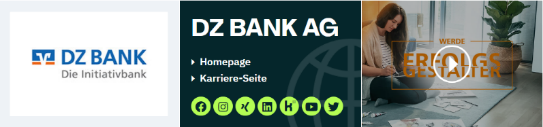 DZ BANK
Die Initiativbank
DZ BANK AG
Homepage
Karriere-Seite
WERDE
ERFOLGS
GESTALTER